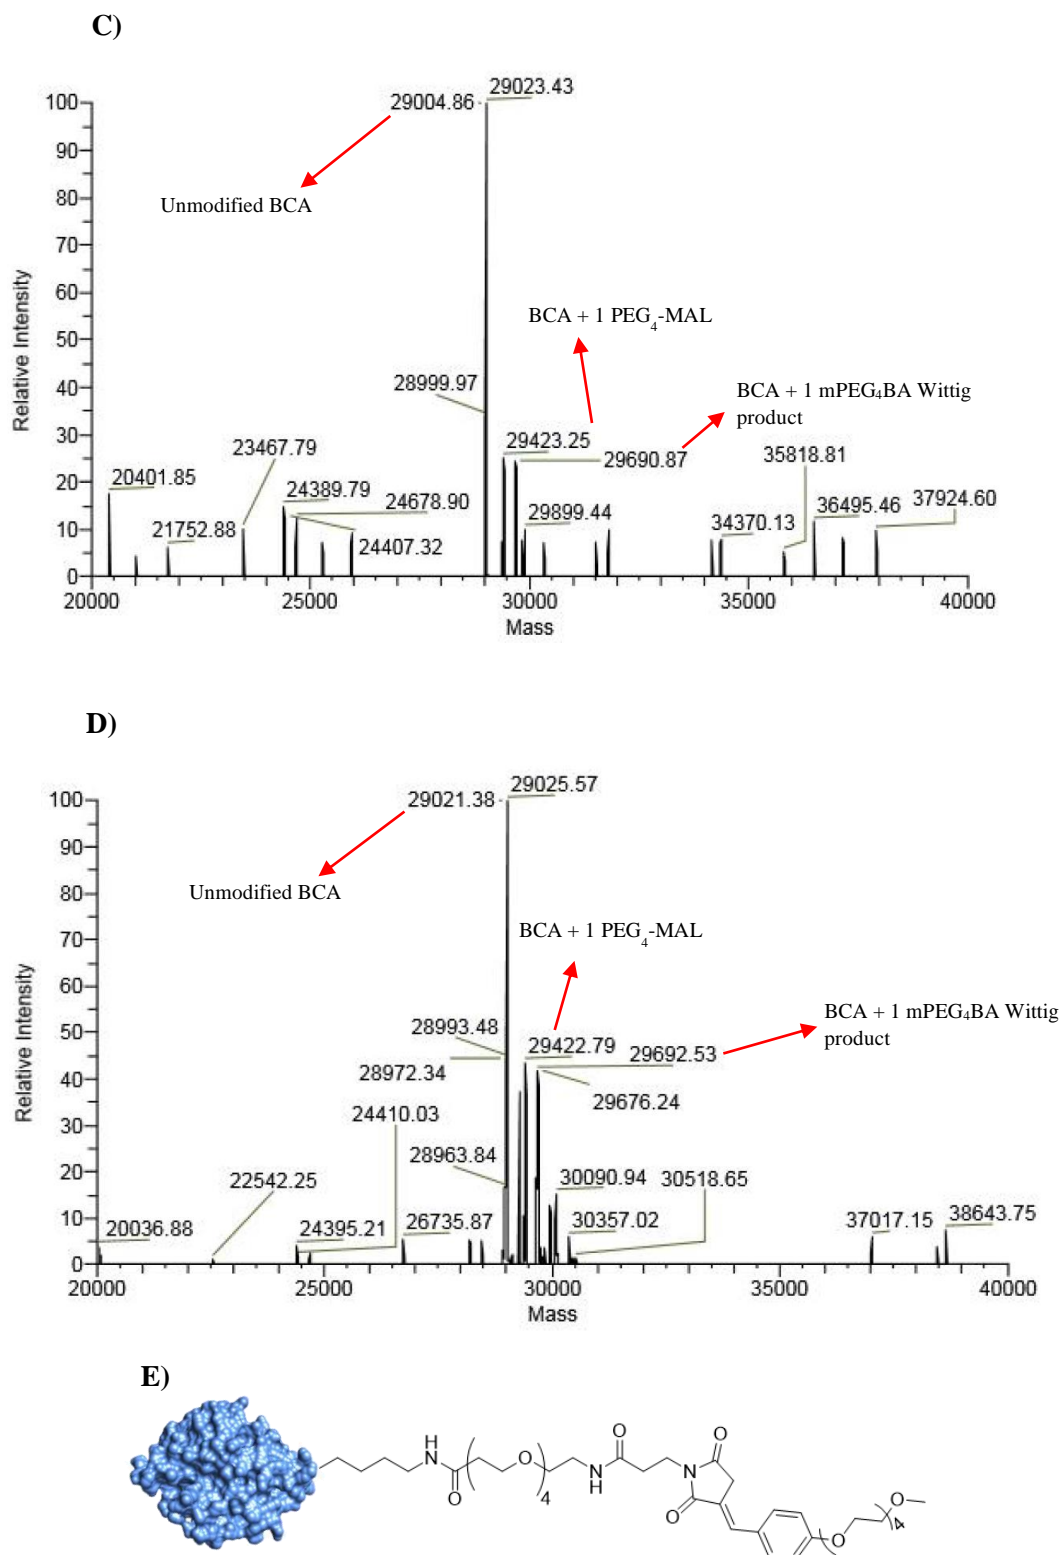 C)
29023.43
29004.86
100
90
80
70
60
50
40
30
20
10
0
Relative Intensity
Unmodified BCA
BCA + 1 PEG4-MAL
BCA + 1 mPEG4BA Wittig
product
28999.97
29423.25
29690.87
35818.81
23467.79
20401.85
24389.79
24678.90
29899.44
36495.46
37924.60
21752.88
24407.32
34370.13
20000
25000
30000
35000
40000
Mass
D)
29025.57
29021.38
100
90
80
70
60
50
40
30
20
10
0
Relative Intensity
Unmodified BCA
BCA + 1 PEG4-MAL
BCA + 1 mPEG4BA Wittig
product
28993.48
29422.79
29692.53
28972.34
29676.24
24410.03
28963.84
22542.25
30090.94
30518.65
20036.88
24395.21
26735.87
30357.02
37017.15
38643.75
20000
25000
30000
35000
40000
Mass
E)
H
N
O
O
4
N
H
O
N
O
O
O
4
O